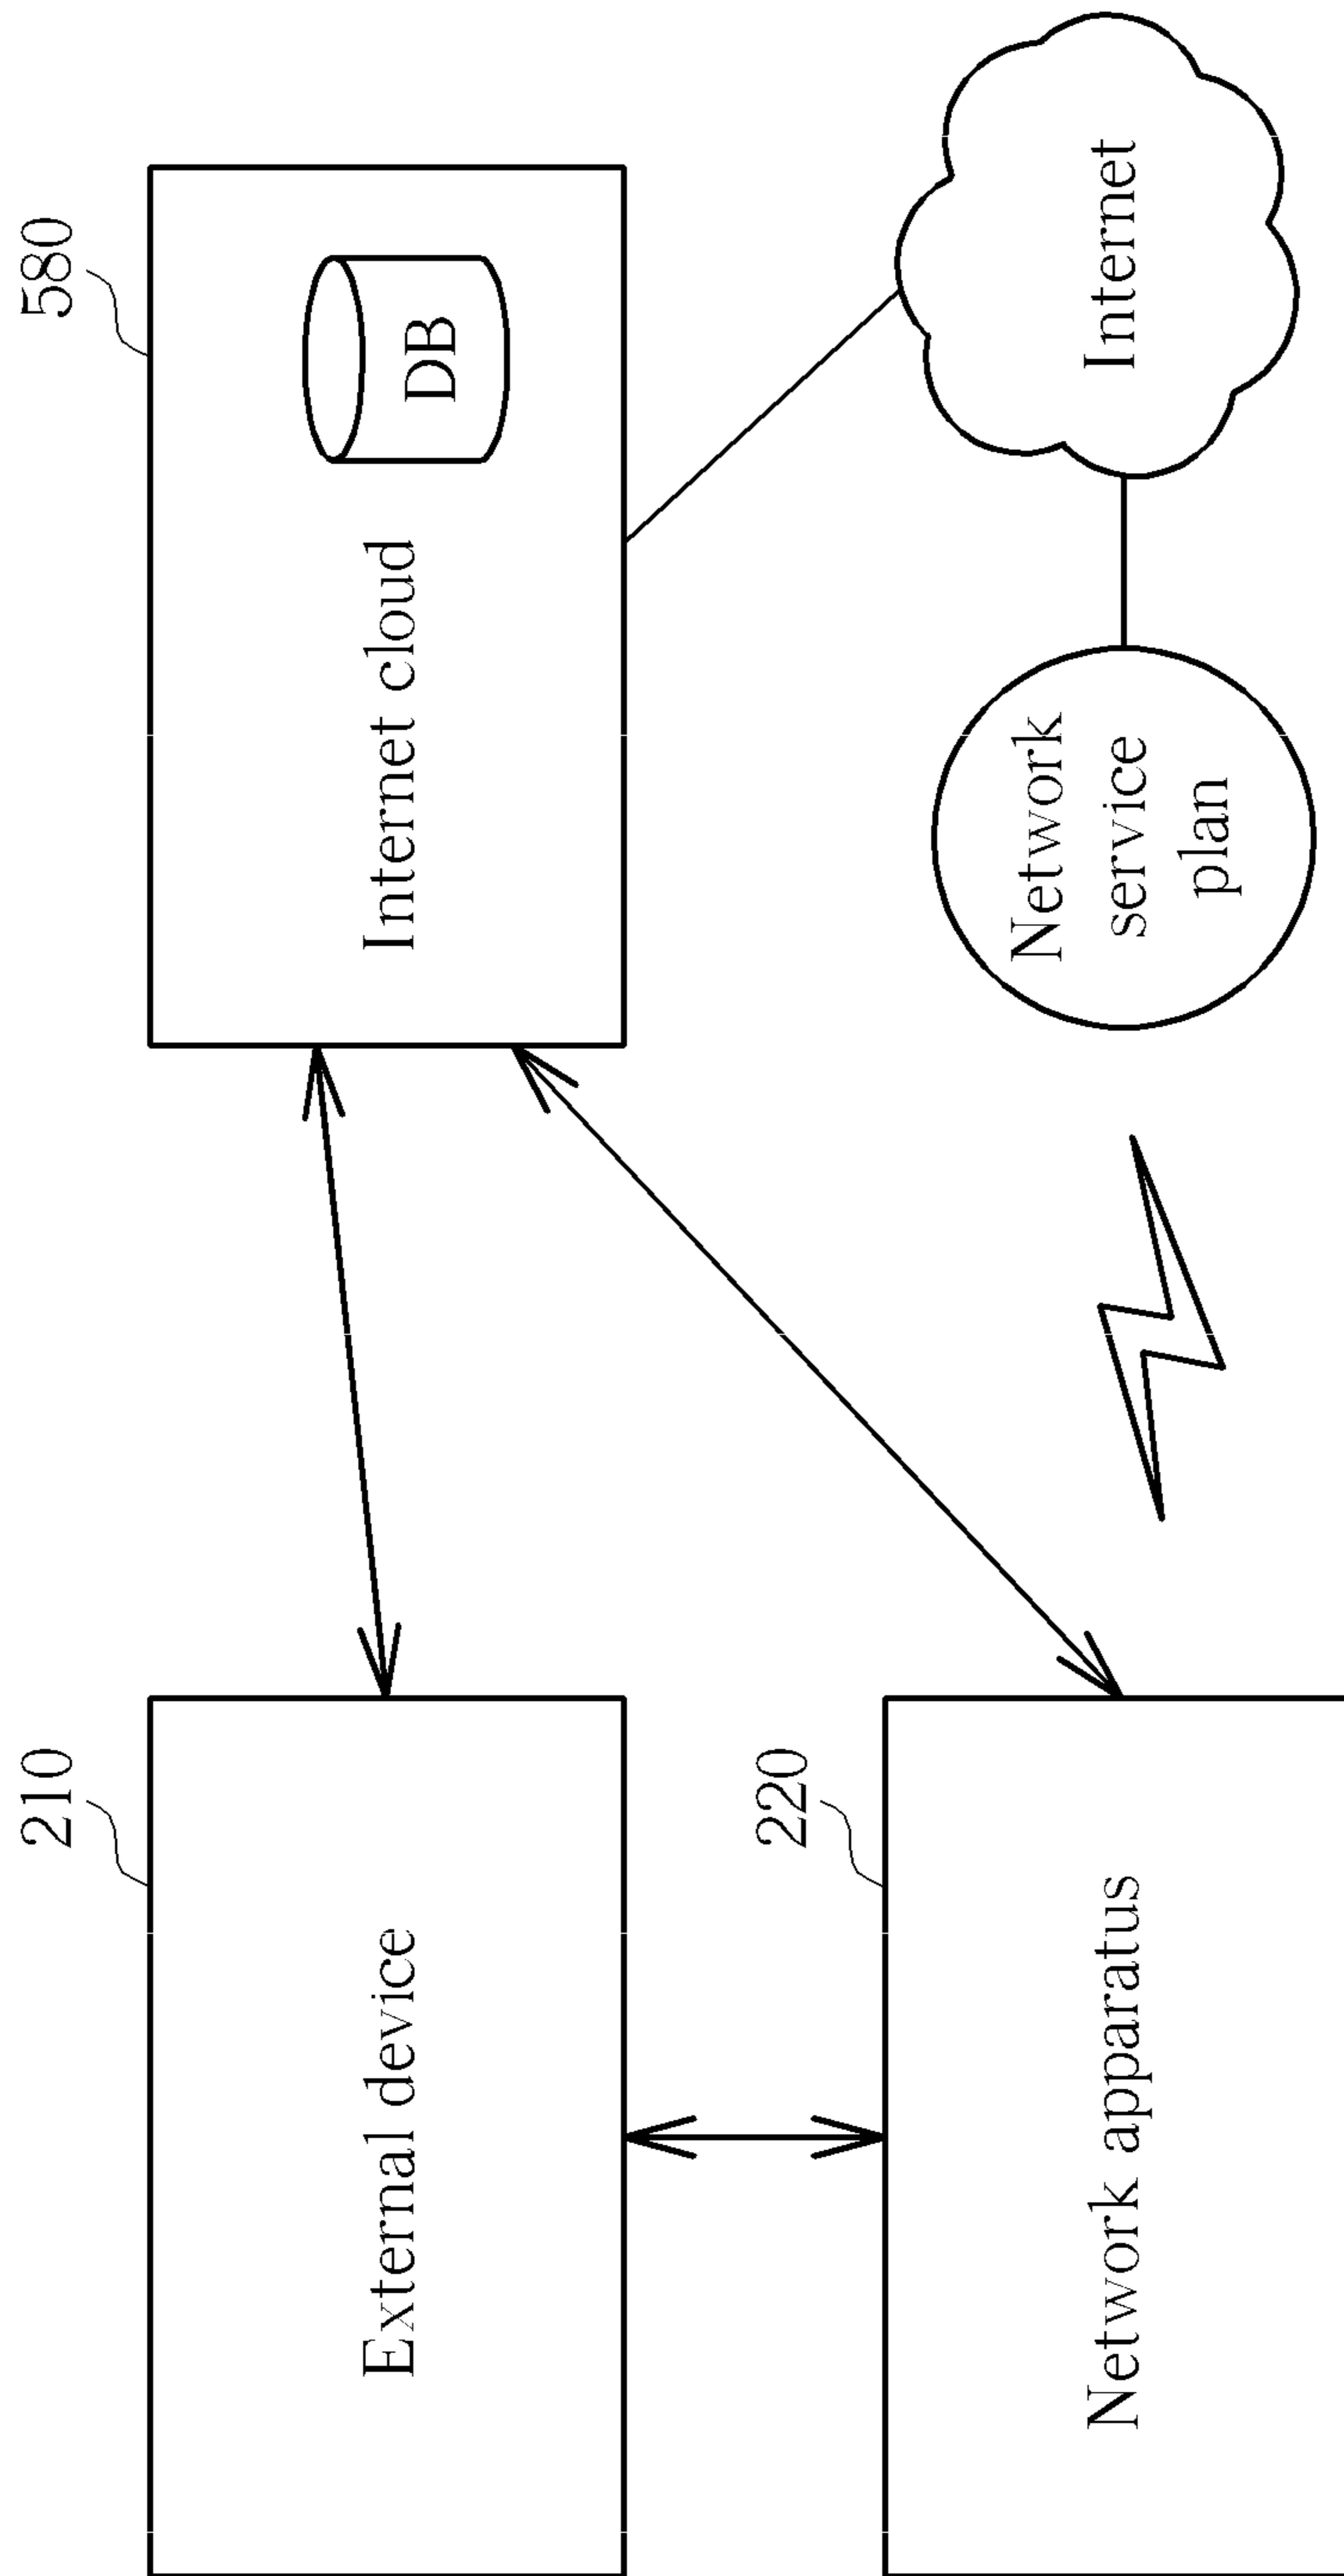 210
External device
580
Internet cloud
DB
220
Network apparatus
Network
service
plan
Internet